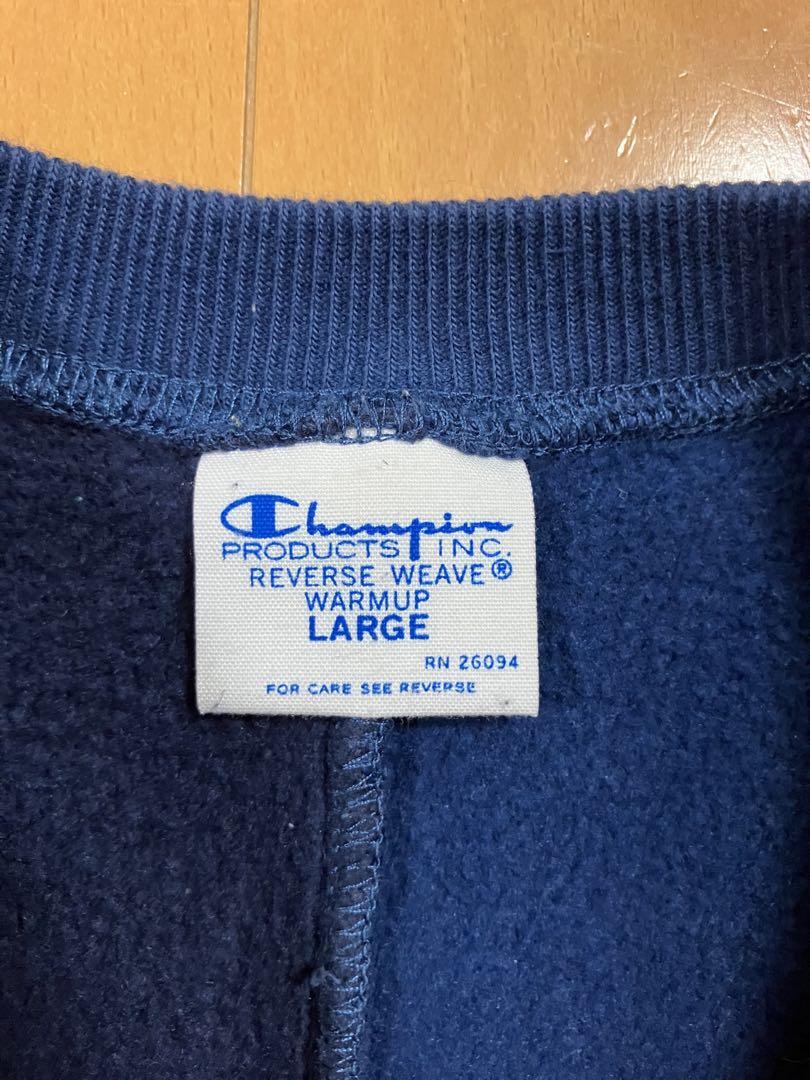 Champion
PRODUCTS INC.
REVERSE WEAVE®
WARMUP
LARGE
RN 26094
FOR CARE SEE REVERSE